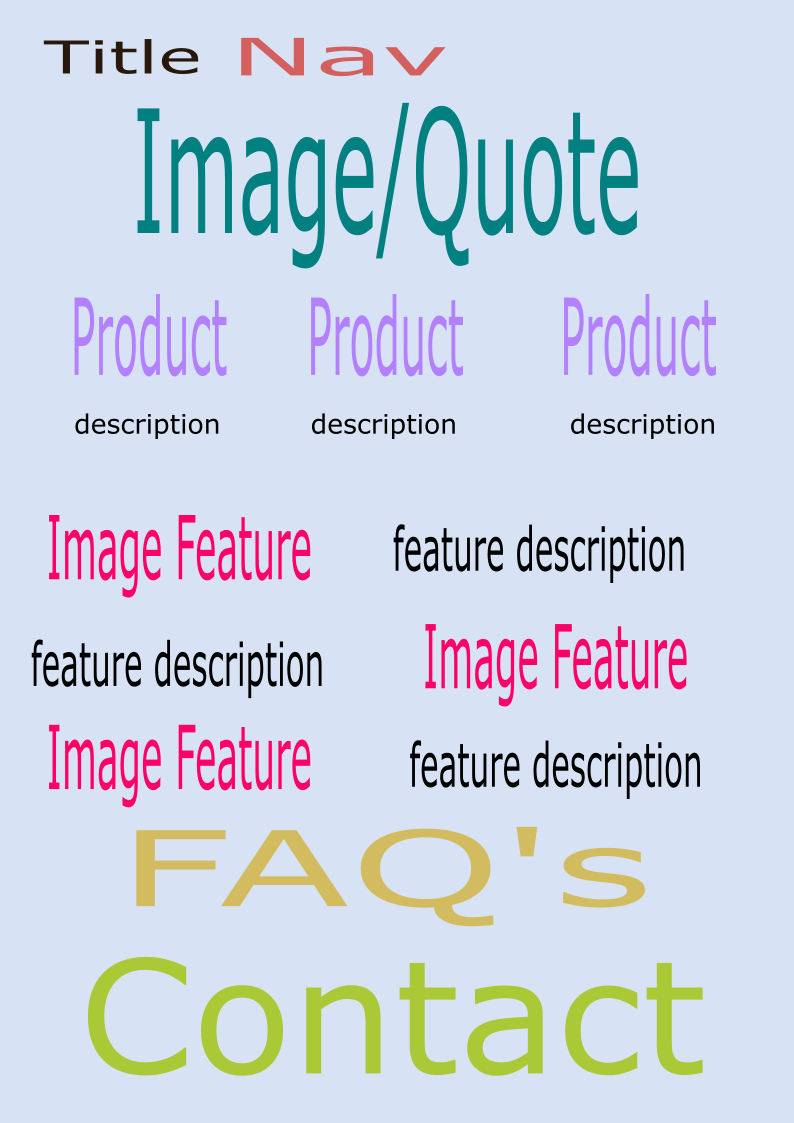 Title Nav
Image/Quote
Product Product Product
description description description
Image Feature feature description
feature description Image Feature
Image Feature feature description
FAQ's
Contact